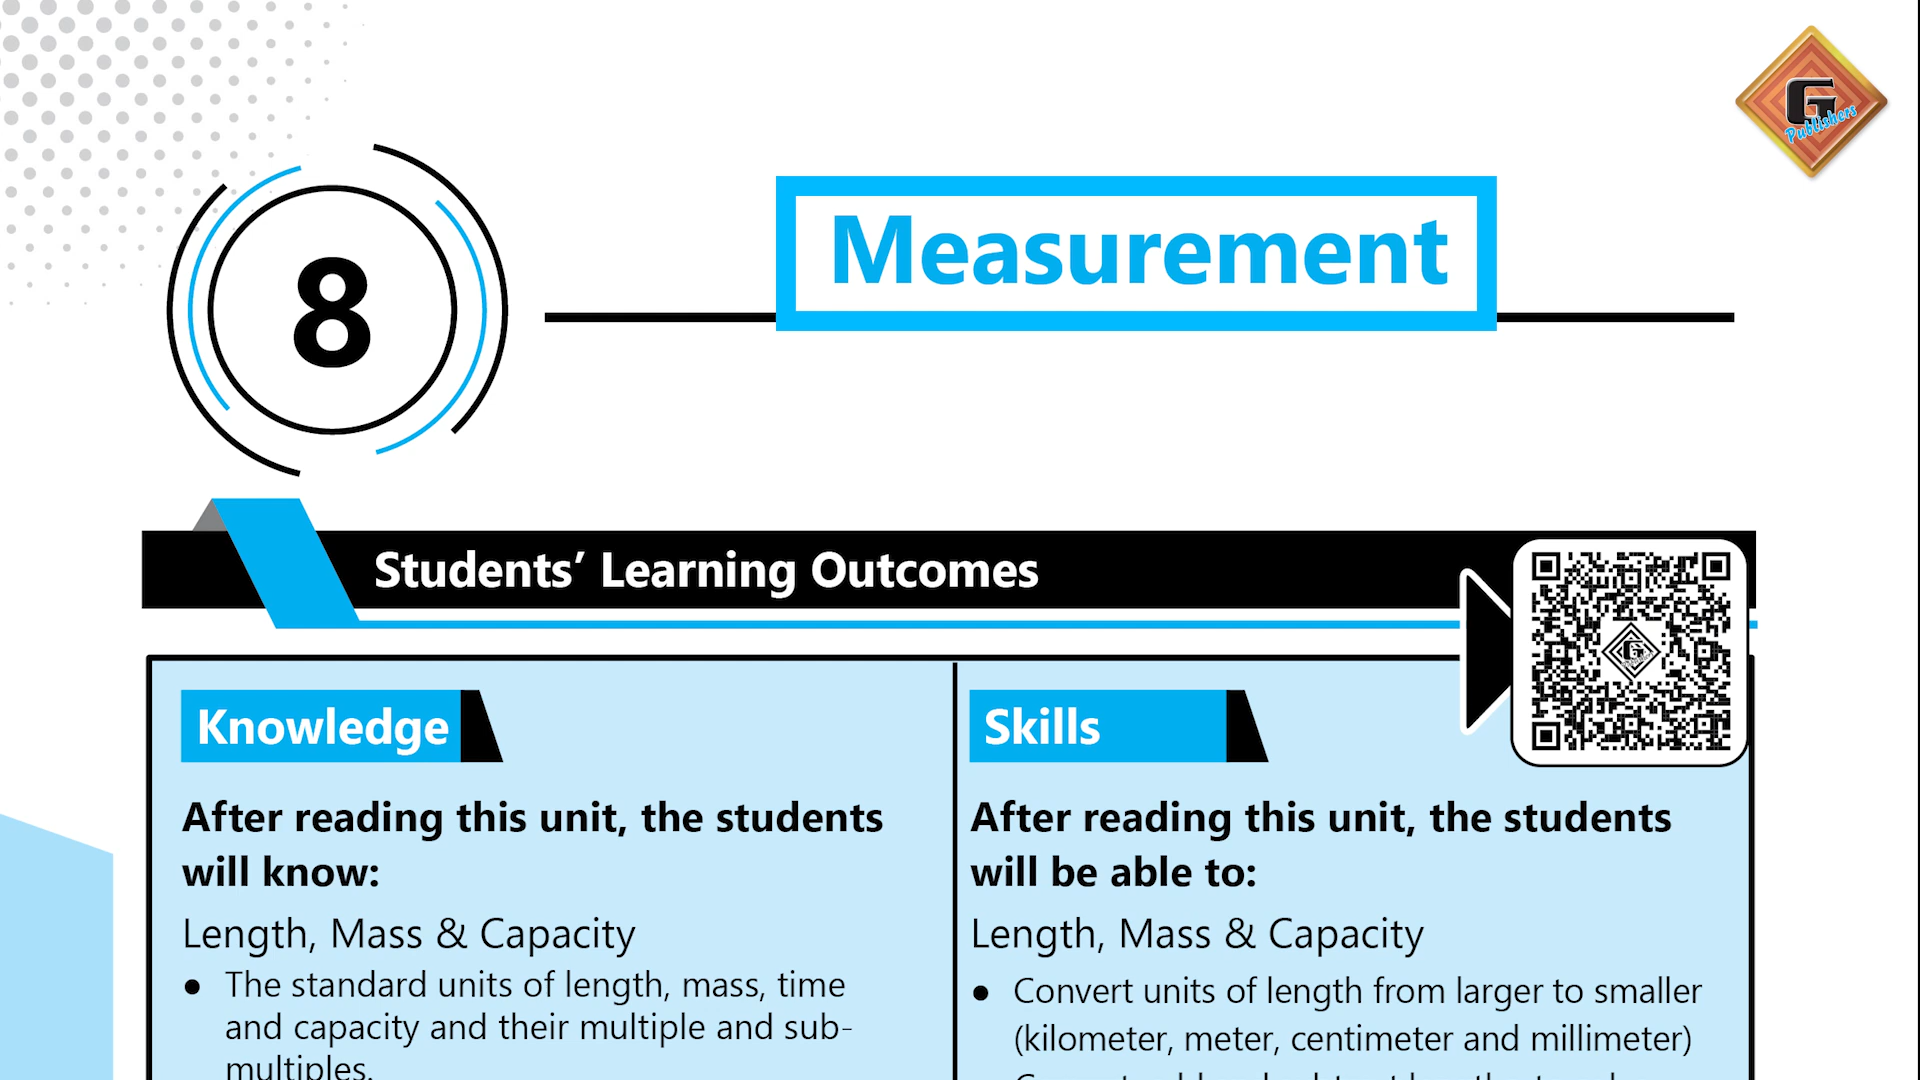 G
Publishers
8
Measurement
Students’ Learning Outcomes
Knowledge
After reading this unit, the students
will know:
Length, Mass & Capacity
● The standard units of length, mass, time
and capacity and their multiple and sub-
multiples.
Skills
After reading this unit, the students
will be able to:
Length, Mass & Capacity
● Convert units of length from larger to smaller
(kilometer, meter, centimeter and millimeter)